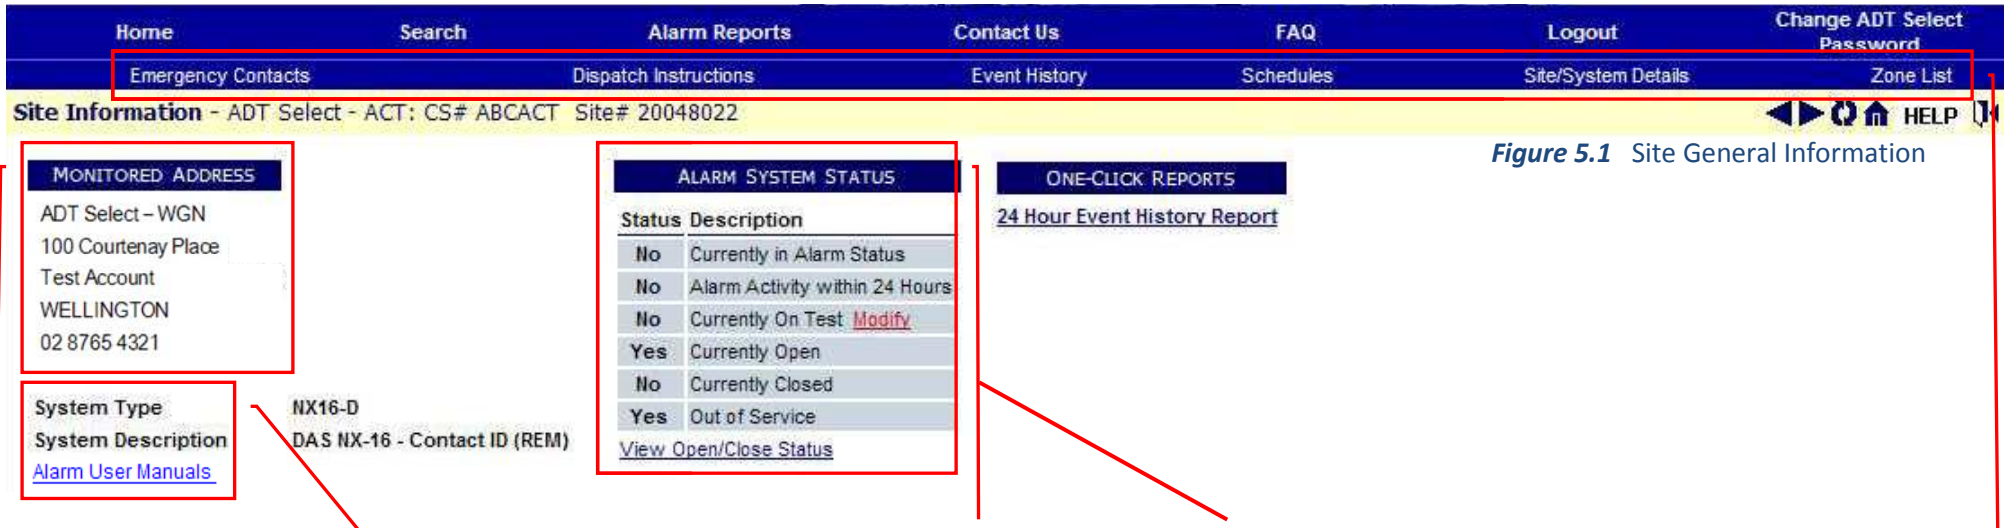 Home Search Alarm Reports Contact Us FAQ Logout Change ADT Select Password
Emergency Contacts Dispatch Instructions Event History Schedules Site/System Details Zone List
Site Information - ADT Select - ACT: CS# ABCACT Site# 20048022 HELP
Figure 5.1 Site General Information
MONITORED ADDRESS
ADT Select – WGN
100 Courtenay Place
Test Account
WELLINGTON
02 8765 4321
System Type NX16-D
System Description DAS NX-16 - Contact ID (REM)
Alarm User Manuals
ALARM SYSTEM STATUS
Status Description
No Currently in Alarm Status
No Alarm Activity within 24 Hours
No Currently On Test Modify
Yes Currently Open
No Currently Closed
Yes Out of Service
View Open/Close Status
ONE-CLICK REPORTS
24 Hour Event History Report